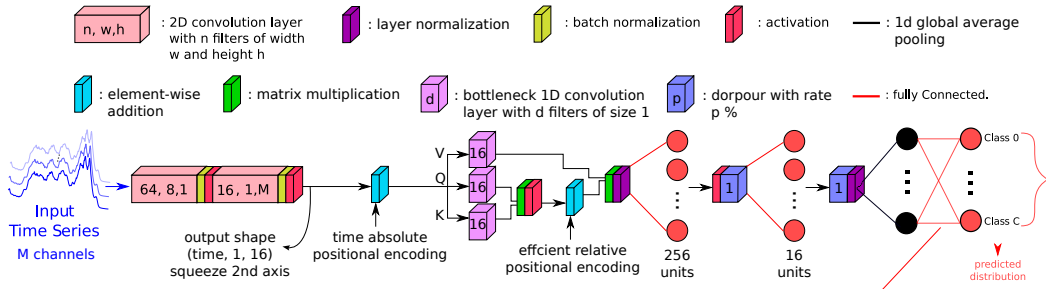 n, w,h
: 2D convolution layer
with n filters of width
w and height h
: layer normalization
: batch normalization
: activation
: 1d global average
pooling
: element-wise
addition
: matrix multiplication
d
: bottleneck 1D convolution
layer with d filters of size 1
p
: dorpour with rate
p %
: fully Connected.
Input
Time Series
M channels
64, 8,1
16, 1,M
output shape
(time, 1, 16)
squeeze 2nd axis
time absolute
positional encoding
V
Q
K
16
16
16
effcient relative
positional encoding
256
units
1
16
units
1
Class 0
Class C
predicted
distribution